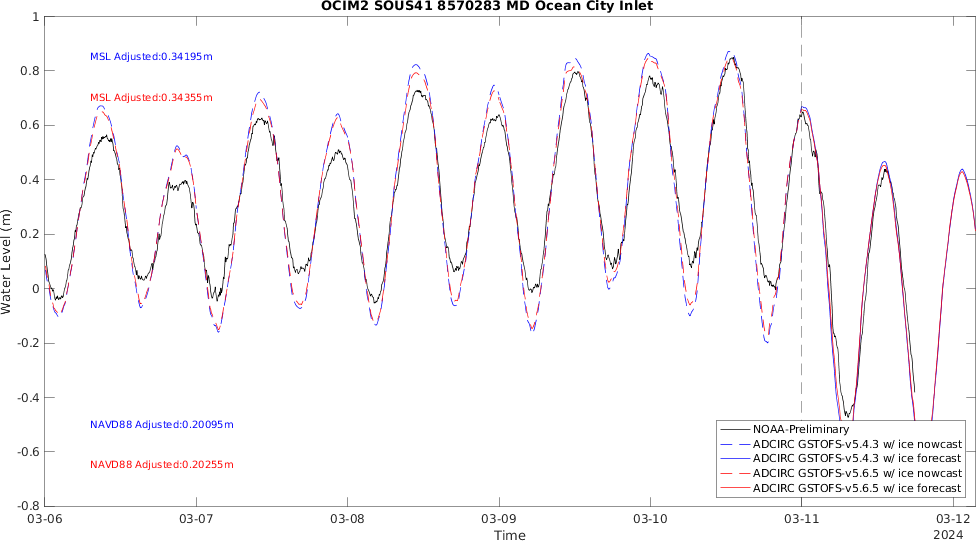 OCIM2 SOUS41 8570283 MD Ocean City Inlet
MSL Adjusted:0.34195m
MSL Adjusted:0.34355m
NAVD88 Adjusted:0.20095m
NAVD88 Adjusted:0.20255m
Water Level (m)
1
0.8
0.6
0.4
0.2
0
-0.2
-0.4
-0.6
-0.8
NOAA-Preliminary
ADCIRC GSTOFS-v5.4.3 w/ ice nowcast
ADCIRC GSTOFS-v5.4.3 w/ ice forecast
ADCIRC GSTOFS-v5.6.5 w/ ice nowcast
ADCIRC GSTOFS-v5.6.5 w/ ice forecast
03-06 03-07 03-08 03-09 03-10 03-11 03-12
2024
Time